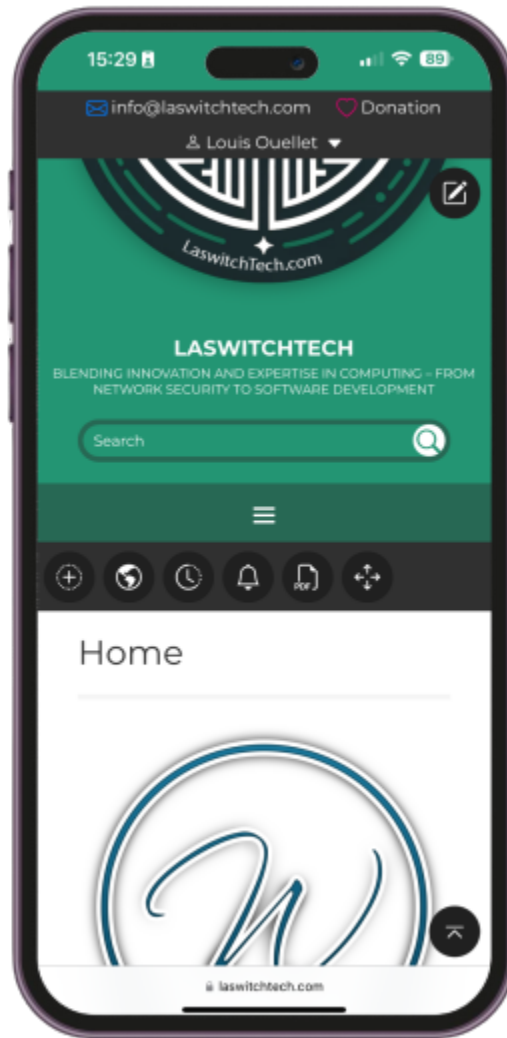 15:29
89
info@laswitchtech.com Donation
Louis Ouellet
LaswitchTech.com
LASWITCHTECH
BLENDING INNOVATION AND EXPERTISE IN COMPUTING – FROM
NETWORK SECURITY TO SOFTWARE DEVELOPMENT
Search
PDF
Home
W
laswitchtech.com